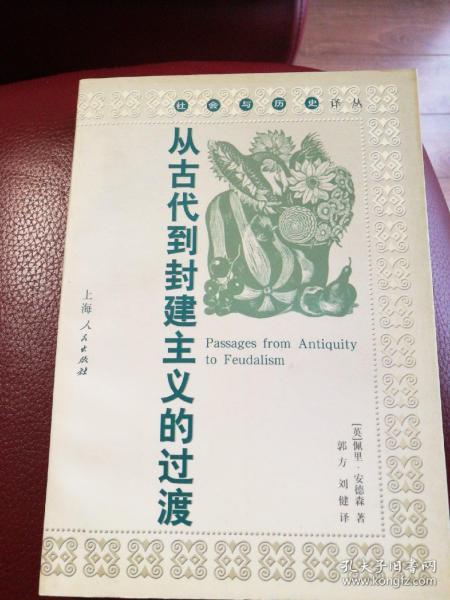 社会与历史译丛
从古代到封建主义的过渡
Passages from Antiquity
to Feudalism
[英]佩里·安德森 著
郭方 刘健 译
上海人民出版社
孔夫子旧书网
www.kongfz.com